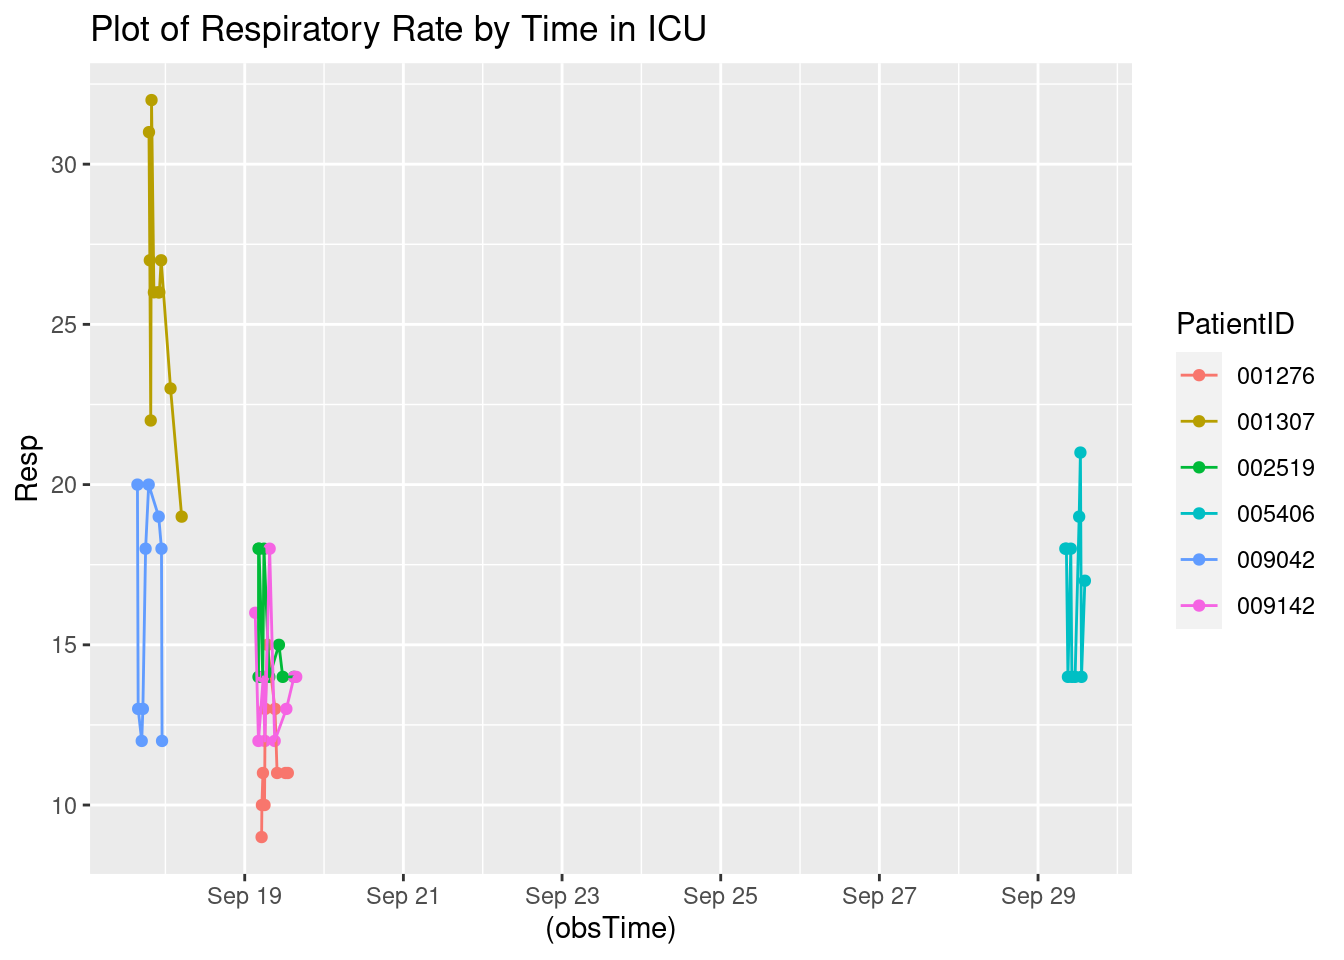 Plot of Respiratory Rate by Time in ICU
30
25
20
15
10
Resp
Sep 19
Sep 21
Sep 23
Sep 25
Sep 27
Sep 29
(obsTime)
PatientID
001276
001307
002519
005406
009042
009142